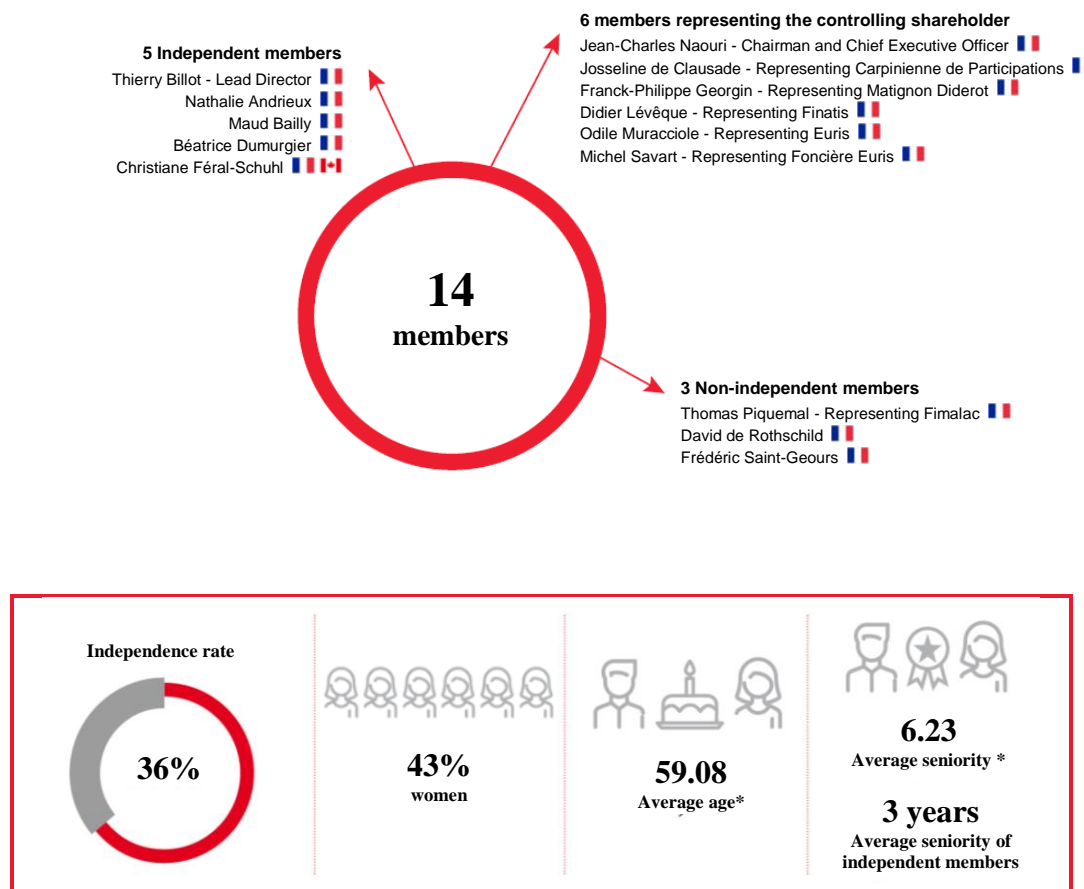 5 Independent members
Thierry Billot - Lead Director
Nathalie Andrieux
Maud Bailly
Béatrice Dumurgier
Christiane Féral-Schuhl
6 members representing the controlling shareholder
Jean-Charles Naouri - Chairman and Chief Executive Officer
Josseline de Clausade - Representing Carpinienne de Participations
Franck-Philippe Georgin - Representing Matignon Diderot
Didier Lévêque - Representing Finatis
Odile Muracciole - Representing Euris
Michel Savart - Representing Foncière Euris
14
members
3 Non-independent members
Thomas Piquemal - Representing Fimalac
David de Rothschild
Frédéric Saint-Geours
Independence rate
36%
43%
women
59.08
Average age*
6.23
Average seniority *
3 years
Average seniority of
independent members